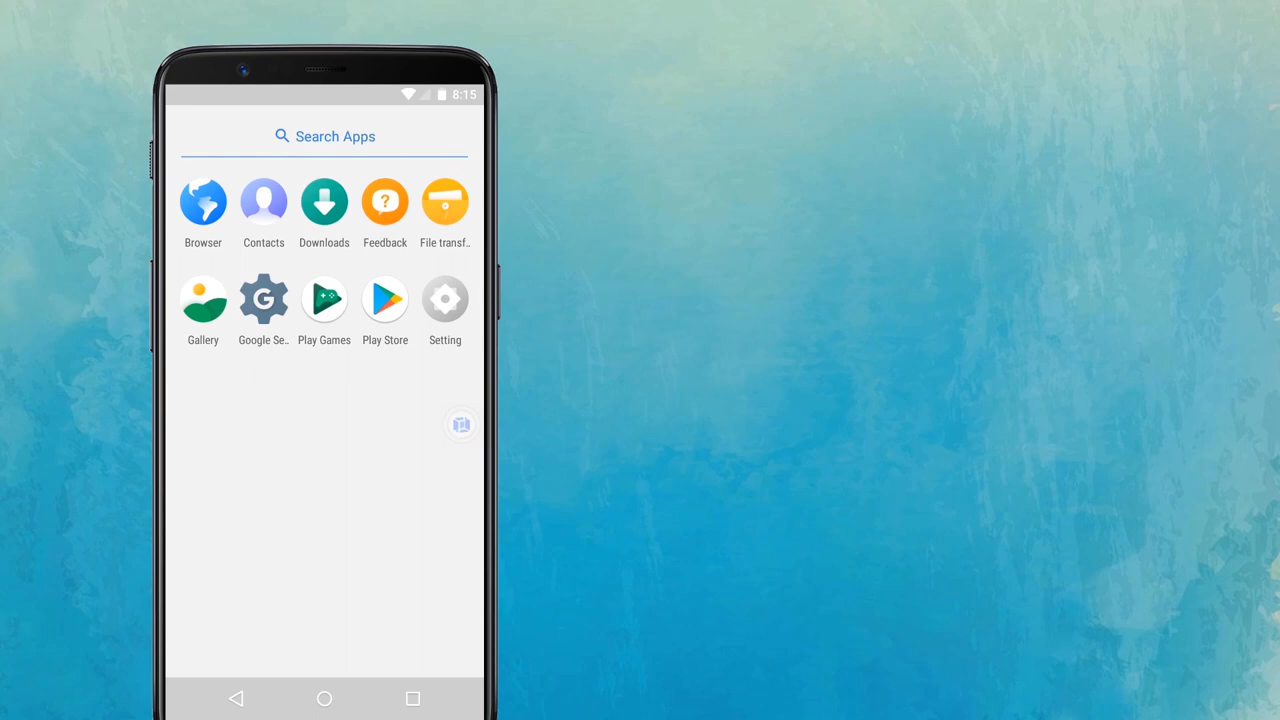 8:15
Search Apps
Browser Contacts Downloads Feedback File transf..
Gallery Google Se.. Play Games Play Store Setting